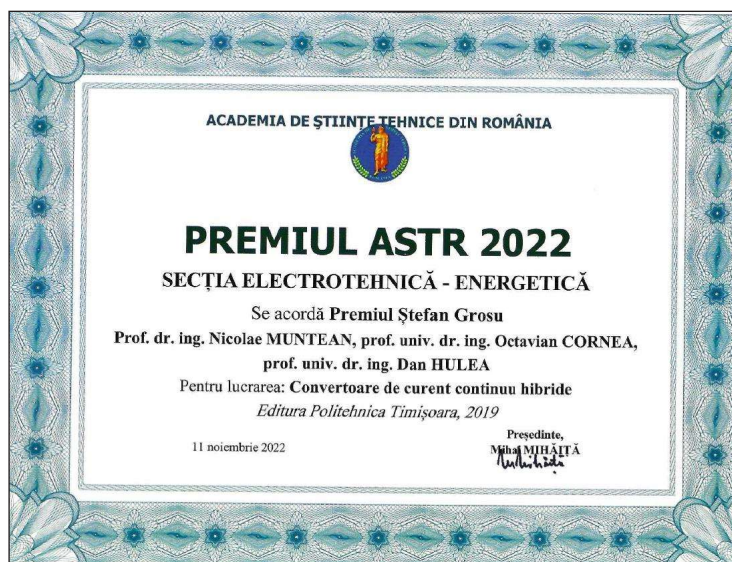 ACADEMIA DE ŞTIINŢE TEHNICE DIN ROMÂNIA
PREMIUL ASTR 2022
SECŢIA ELECTROTEHNICĂ - ENERGETICĂ
Se acordă Premiul Ştefan Grosu
Prof. dr. ing. Nicolae MUNTEAN, prof. univ. dr. ing. Octavian CORNEA,
prof. univ. dr. ing. Dan HULEA
Pentru lucrarea: Convertoare de curent continuu hibride
Editura Politehnica Timişoara, 2019
11 noiembrie 2022
Preşedinte,
Mihai MIHĂIŢĂ